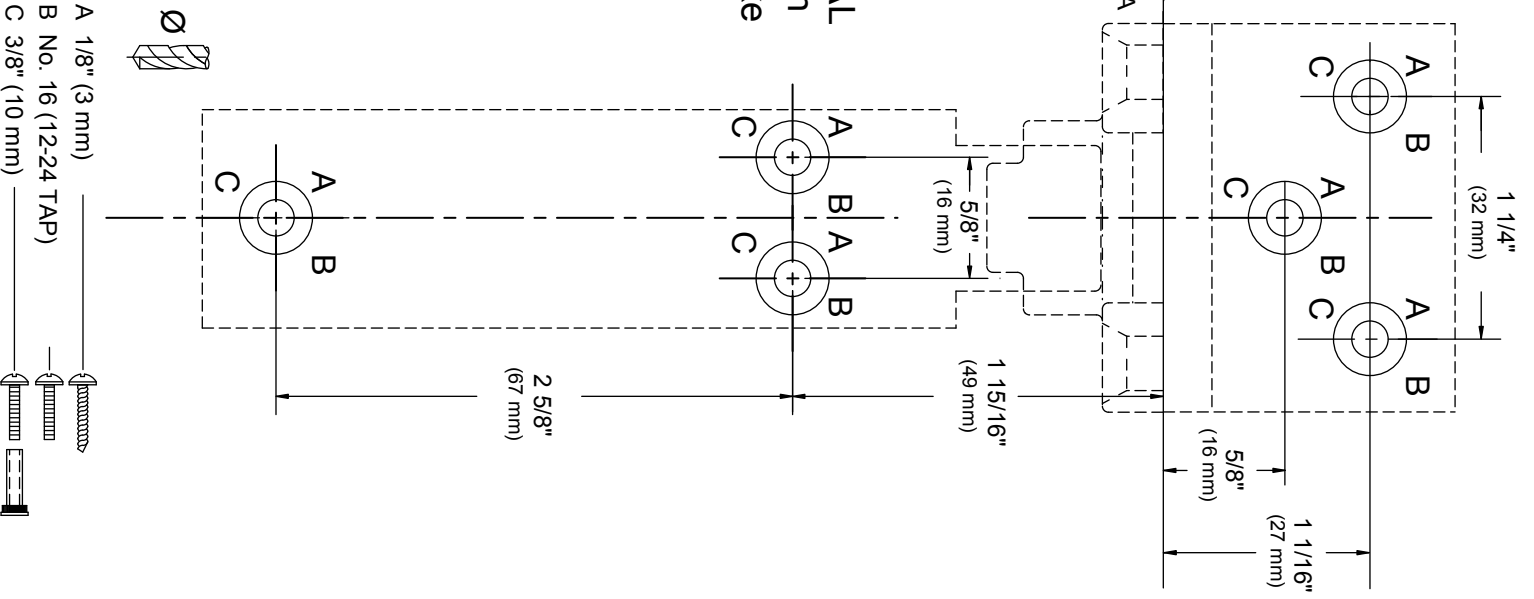 1 1/4"
(32 mm)
A
B
C
A
B
C
A
B
C
5/8"
(16 mm)
1 1/16"
(27 mm)
A
AL
n
te
5/8"
(16 mm)
A
B
C
A
B
C
1 15/16"
(49 mm)
2 5/8"
(67 mm)
A
B
C
Ø
A 1/8" (3 mm)
B No. 16 (12-24 TAP)
C 3/8" (10 mm)